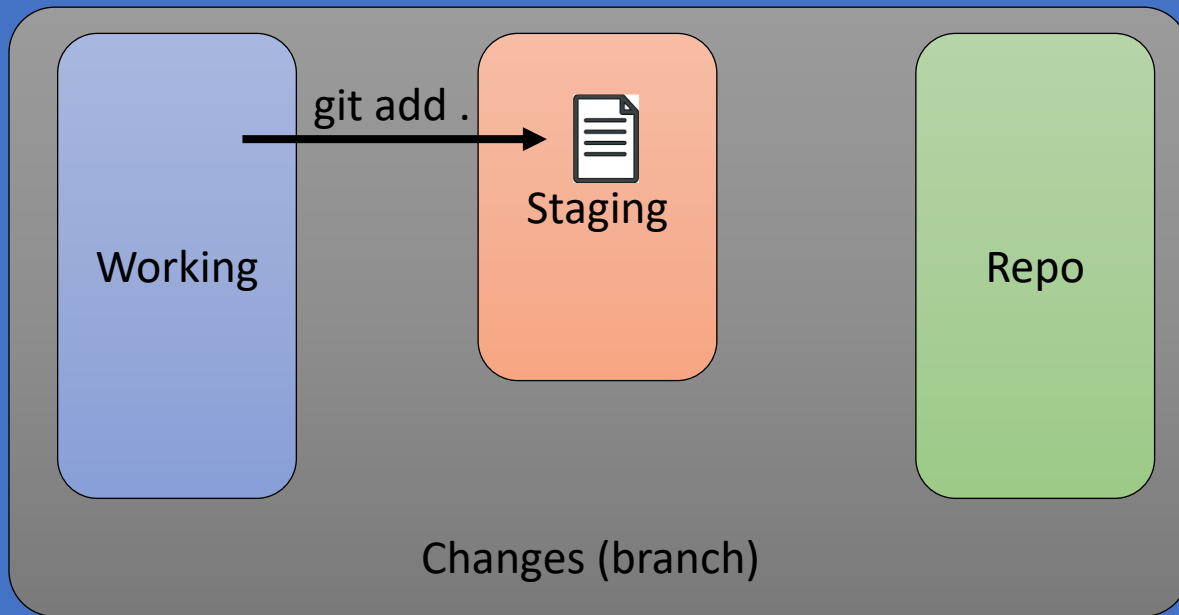 git add .
Staging
Working
Repo
Changes (branch)